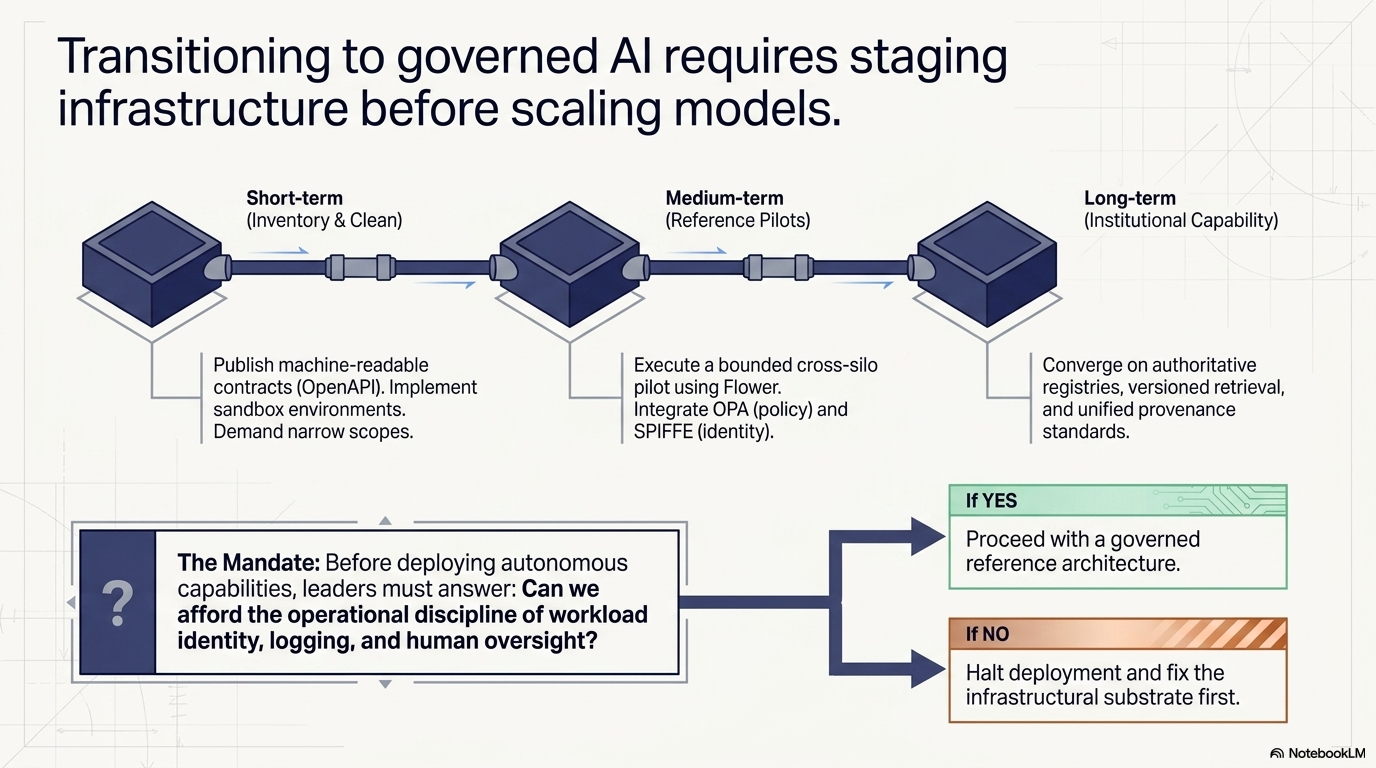 Transitioning to governed AI requires staging
infrastructure before scaling models.
Short-term
(Inventory & Clean)
Medium-term
(Reference Pilots)
Long-term
(Institutional Capability)
Publish machine-readable
contracts (OpenAPI). Implement
sandbox environments.
Demand narrow scopes.
Execute a bounded cross-silo
pilot using Flower.
Integrate OPA (policy) and
SPIFFE (identity).
Converge on authoritative
registries, versioned retrieval,
and unified provenance
standards.
?
The Mandate: Before deploying autonomous
capabilities, leaders must answer: Can we
afford the operational discipline of workload
identity, logging, and human oversight?
If YES
Proceed with a governed
reference architecture.
If NO
Halt deployment and fix the
infrastructural substrate first.
NotebookLM